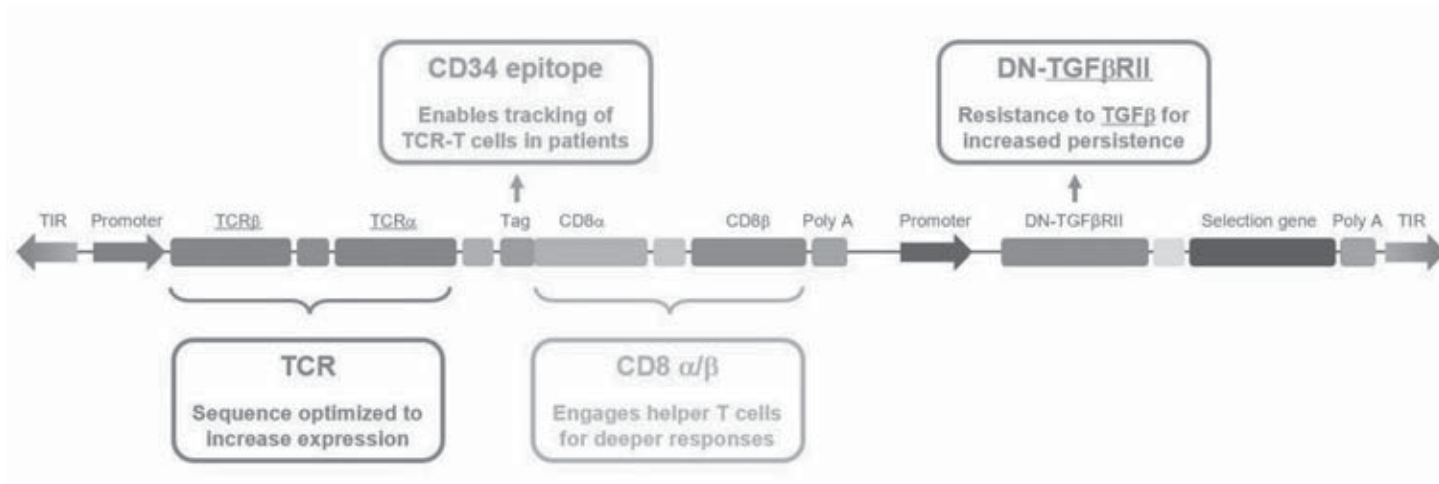 CD34 epitope
Enables tracking of
TCR-T cells in patients
DN-TGFβRII
Resistance to TGFβ for
increased persistence
TIR
Promoter
TCRβ
TCRα
Tag
CD8α
CD8β
Poly A
Promoter
DN-TGFβRII
Selection gene
Poly A
TIR
TCR
Sequence optimized to
increase expression
CD8 α/β
Engages helper T cells
for deeper responses